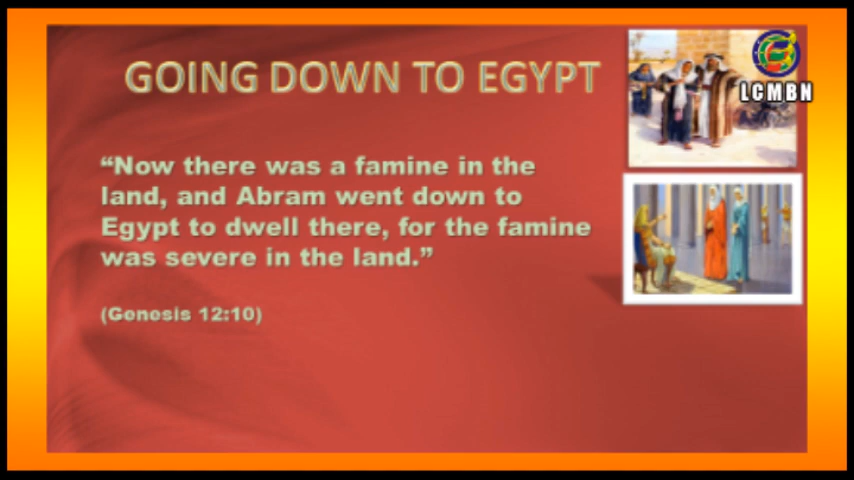 GOING DOWN TO EGYPT
LCMBN
“Now there was a famine in the
land, and Abram went down to
Egypt to dwell there, for the famine
was severe in the land.”
(Genesis 12:10)